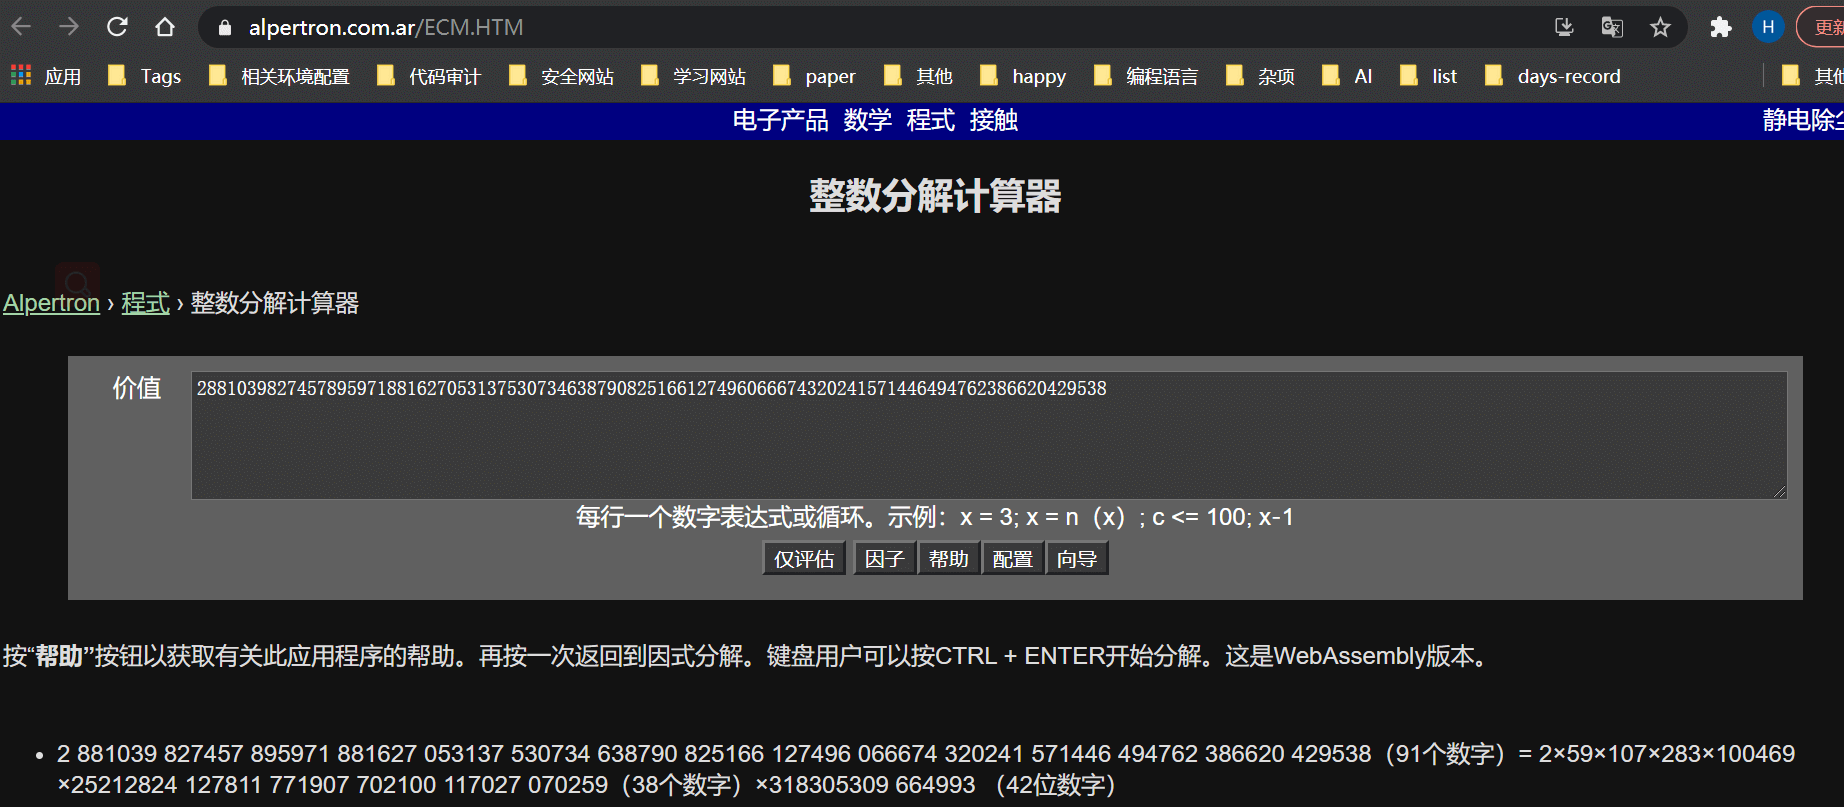 alpertron.com.ar/ECM.HTM H 更新
应用 Tags 相关环境配置 代码审计 安全网站 学习网站 paper 其他 happy 编程语言 杂项 AI list days-record 其他
电子产品 数学 程式 接触 静电除尘
整数分解计算器
Alpertron › 程式 › 整数分解计算器
价值 2881039827457895971881627053137530734638790825166127496066674320241571446494762386620429538
每行一个数字表达式或循环。示例：x = 3; x = n（x）; c <= 100; x-1
仅评估 因子 帮助 配置 向导
按“帮助”按钮以获取有关此应用程序的帮助。再按一次返回到因式分解。键盘用户可以按CTRL + ENTER开始分解。这是WebAssembly版本。
• 2 881039 827457 895971 881627 053137 530734 638790 825166 127496 066674 320241 571446 494762 386620 429538（91个数字）= 2×59×107×283×100469
×25212824 127811 771907 702100 117027 070259（38个数字）×318305309 664993 （42位数字）